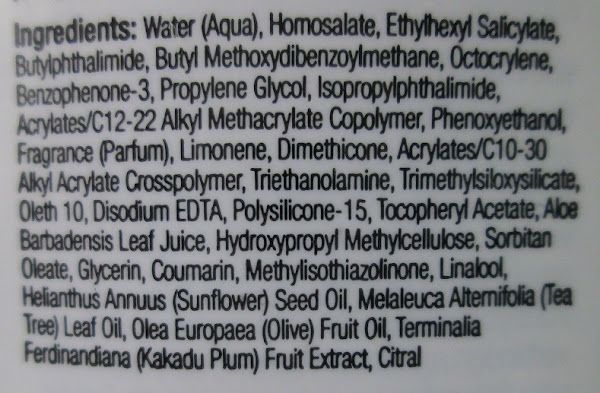 Ingredients: Water (Aqua), Homosalate, Ethylhexyl Salicylate,
Butylphthalimide, Butyl Methoxydibenzoylmethane, Octocrylene,
Benzophenone-3, Propylene Glycol, Isopropylphthalimide,
Acrylates/C12-22 Alkyl Methacrylate Copolymer, Phenoxyethanol,
Fragrance (Parfum), Limonene, Dimethicone, Acrylates/C10-30
Alkyl Acrylate Crosspolymer, Triethanolamine, Trimethylsiloxysilicate,
Oleth 10, Disodium EDTA, Polysilicone-15, Tocopheryl Acetate, Aloe
Barbadensis Leaf Juice, Hydroxypropyl Methylcellulose, Sorbitan
Oleate, Glycerin, Coumarin, Methylisothiazolinone, Linalool,
Helianthus Annuus (Sunflower) Seed Oil, Melaleuca Alternifolia (Tea
Tree) Leaf Oil, Olea Europaea (Olive) Fruit Oil, Terminalia
Ferdinandiana (Kakadu Plum) Fruit Extract, Citral